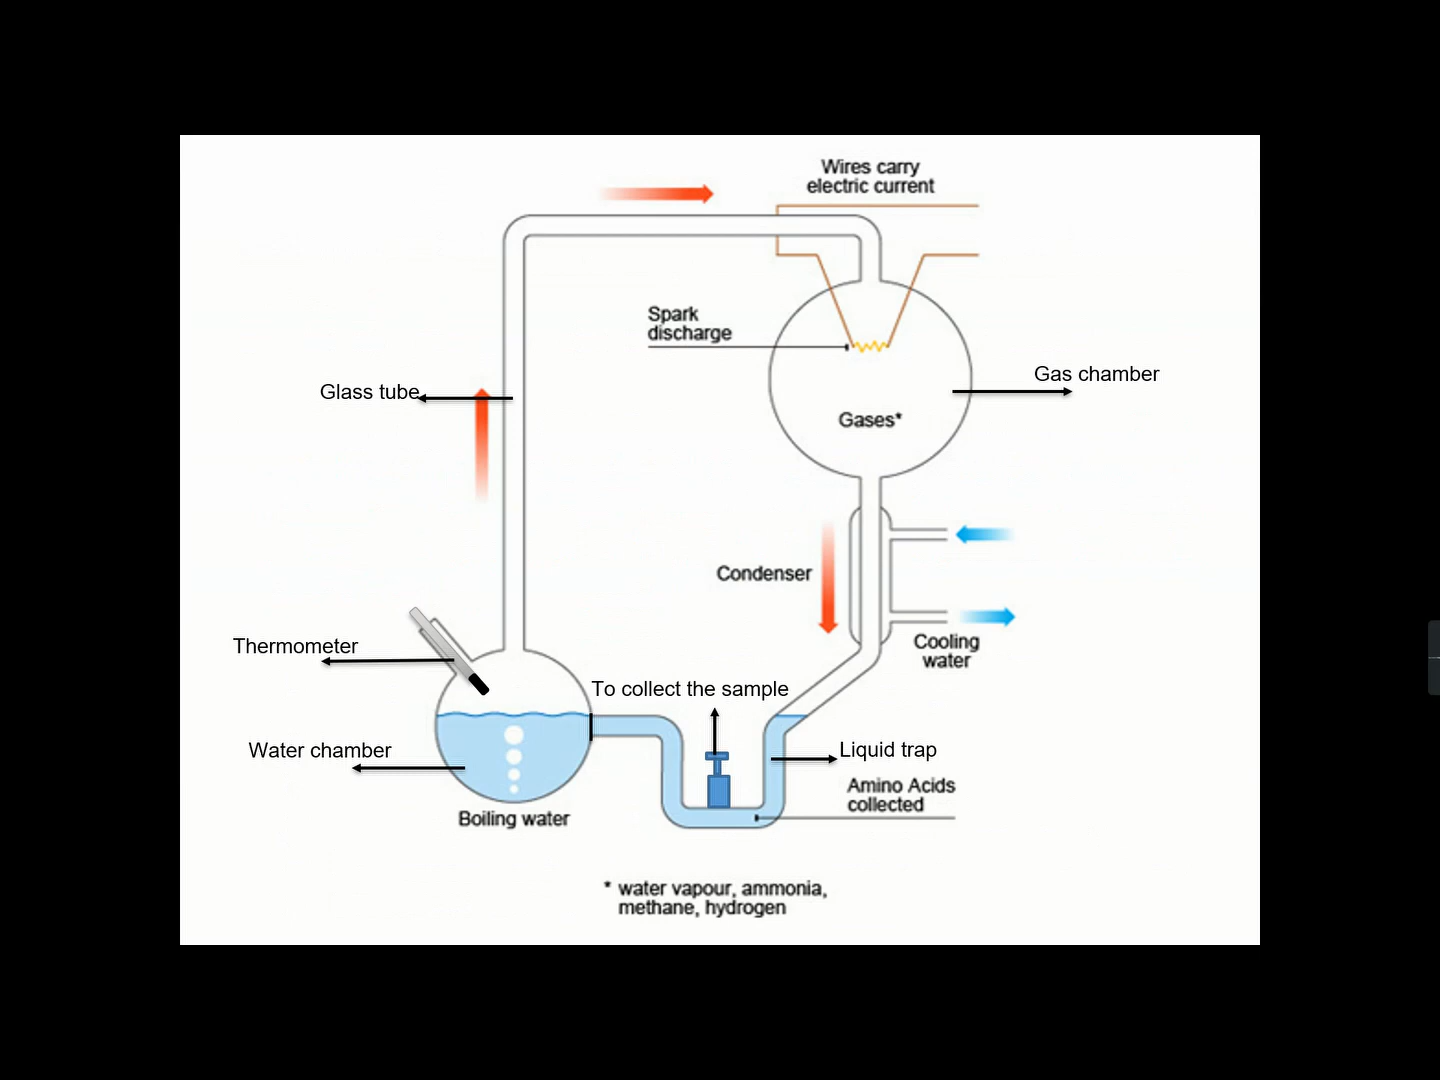 Wires carry
electric current
Spark
discharge
Gas chamber
Glass tube
Gases*
Condenser
Thermometer
Cooling
water
To collect the sample
Water chamber
Liquid trap
Amino Acids
collected
Boiling water
* water vapour, ammonia,
methane, hydrogen